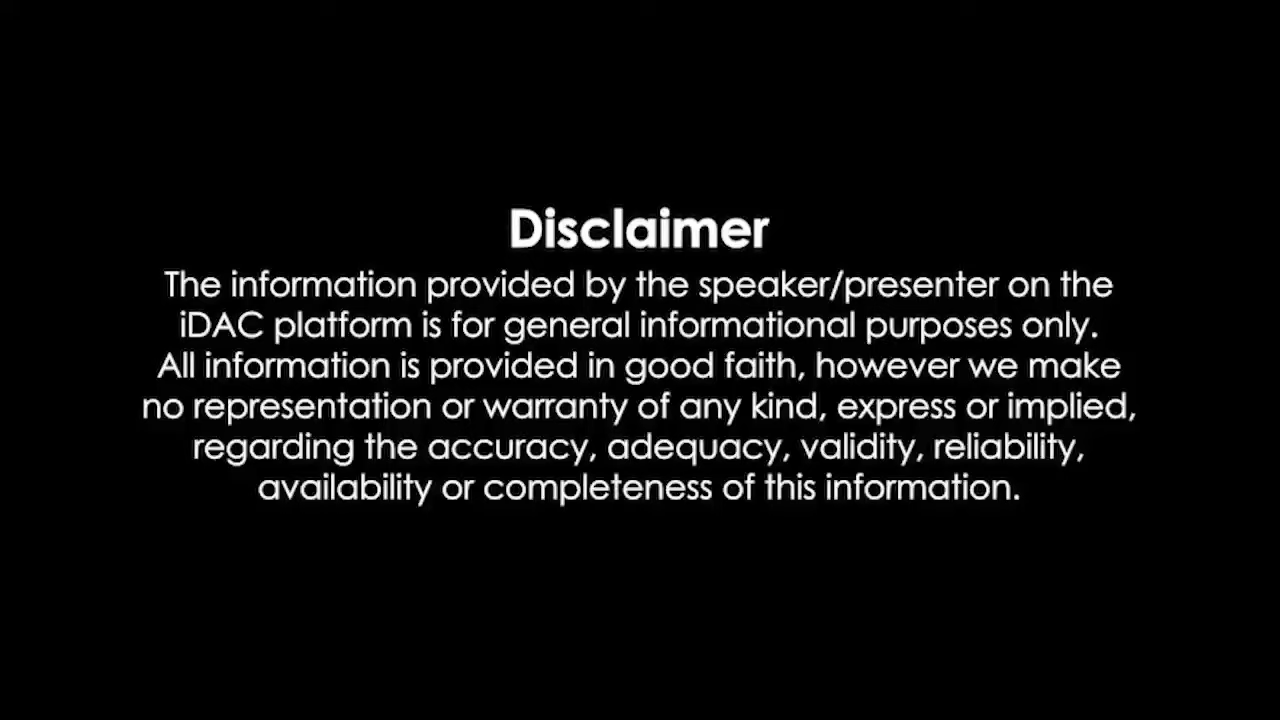 Disclaimer
The information provided by the speaker/presenter on the
iDAC platform is for general informational purposes only.
All information is provided in good faith, however we make
no representation or warranty of any kind, express or implied,
regarding the accuracy, adequacy, validity, reliability,
availability or completeness of this information.